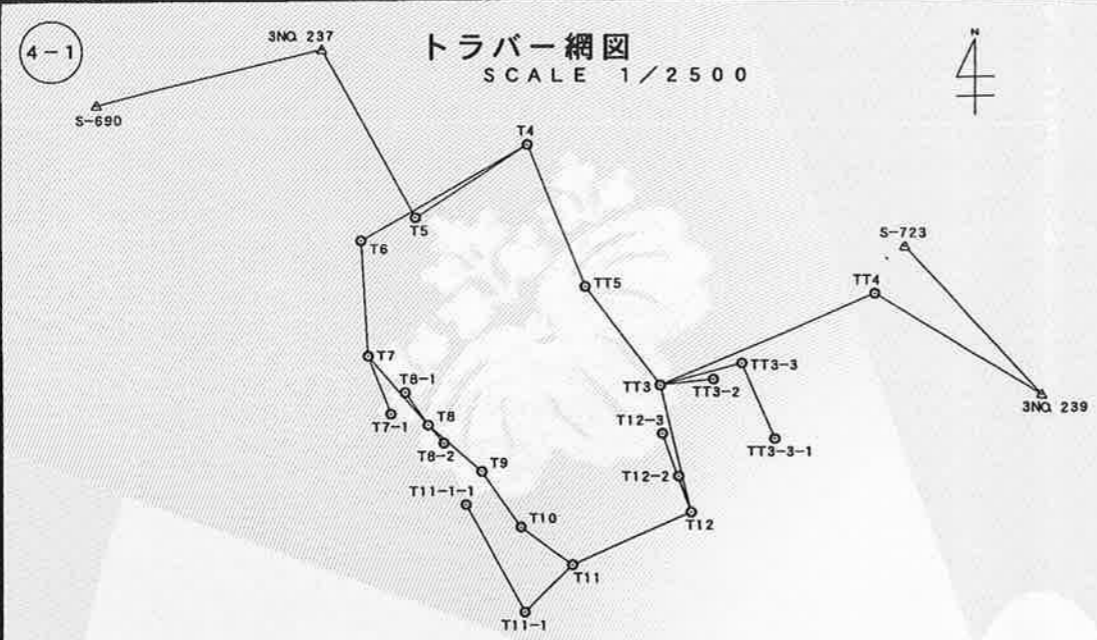 4-1
トラバー網図
SCALE 1/2500
N
3NO. 237
S-690
T4
T5
T6
S-723
TT4
TT5
T7
TT3-3
T8-1
TT3
TT3-2
3NO. 239
T7-1
T8
T12-3
T8-2
TT3-3-1
T9
T12-2
T11-1-1
T10
T12
T11
T11-1